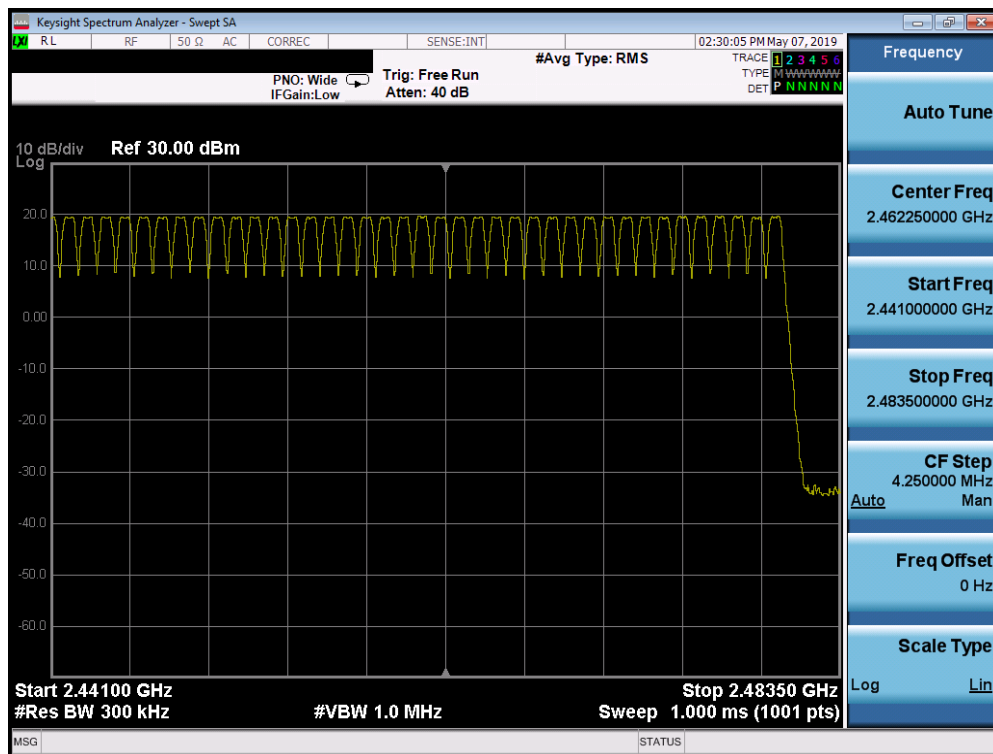 Keysight Spectrum Analyzer - Swept SA
LXI RL RF 50 Ω AC CORREC SENSE:INT 02:30:05 PM May 07, 2019
#Avg Type: RMS TRACE 1 2 3 4 5 6
PNO: Wide Trig: Free Run TYPE M WWWWW
IFGain:Low Atten: 40 dB DET P N N N N N
10 dB/div Ref 30.00 dBm
Log
20.0
10.0
0.00
-10.0
-20.0
-30.0
-40.0
-50.0
-60.0
Start 2.44100 GHz Stop 2.48350 GHz
#Res BW 300 kHz #VBW 1.0 MHz Sweep 1.000 ms (1001 pts)
MSG STATUS
Frequency
Auto Tune
Center Freq
2.462250000 GHz
Start Freq
2.441000000 GHz
Stop Freq
2.483500000 GHz
CF Step
4.250000 MHz
Auto Man
Freq Offset
0 Hz
Scale Type
Log Lin